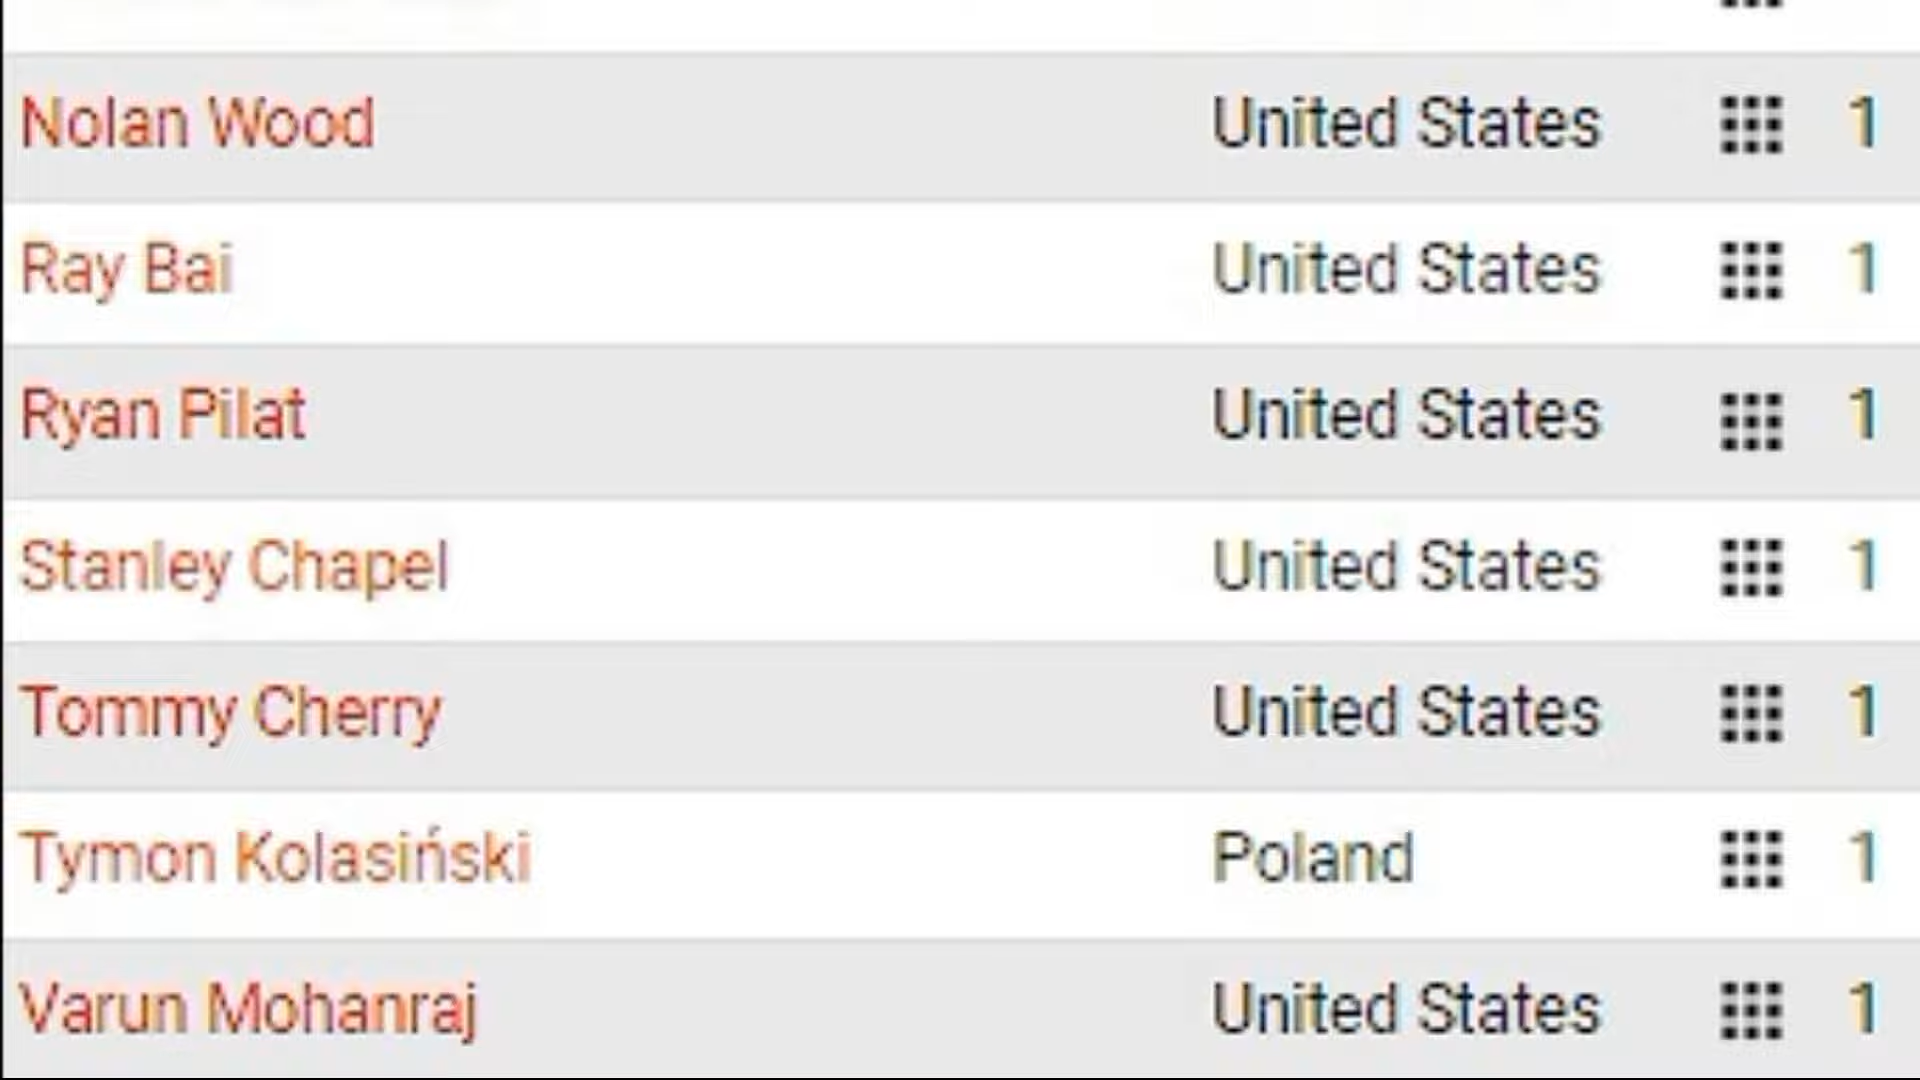 Nolan Wood United States 1
Ray Bai United States 1
Ryan Pilat United States 1
Stanley Chapel United States 1
Tommy Cherry United States 1
Tymon Kolasiński Poland 1
Varun Mohanraj United States 1